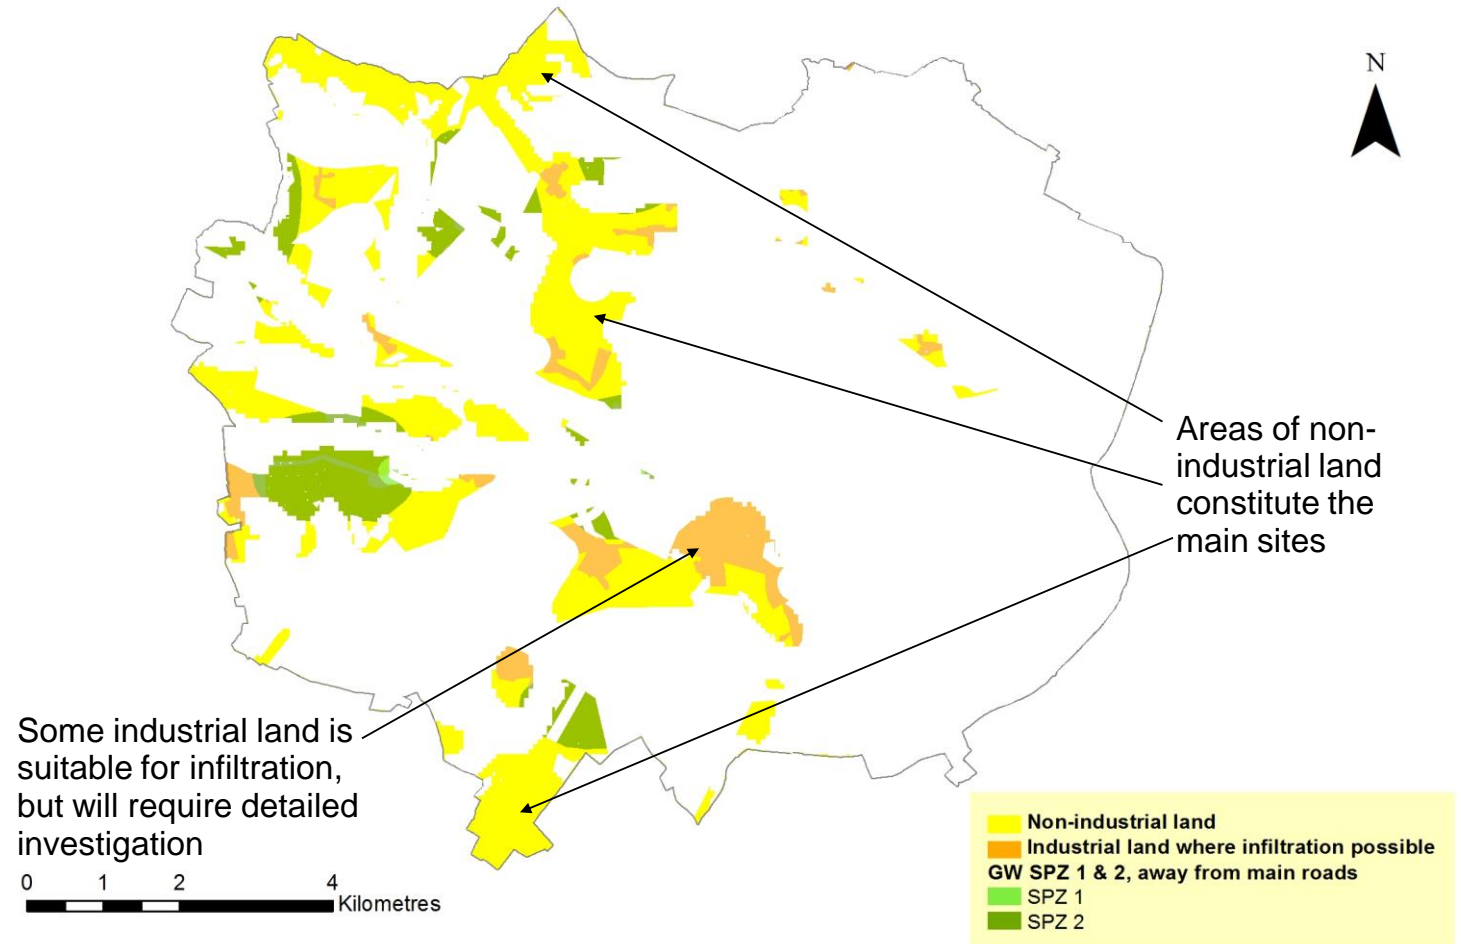 N
Areas of non-
industrial land
constitute the
main sites
Some industrial land is
suitable for infiltration,
but will require detailed
investigation
0 1 2 4
Kilometres
Non-industrial land
Industrial land where infiltration possible
GW SPZ 1 & 2, away from main roads
SPZ 1
SPZ 2